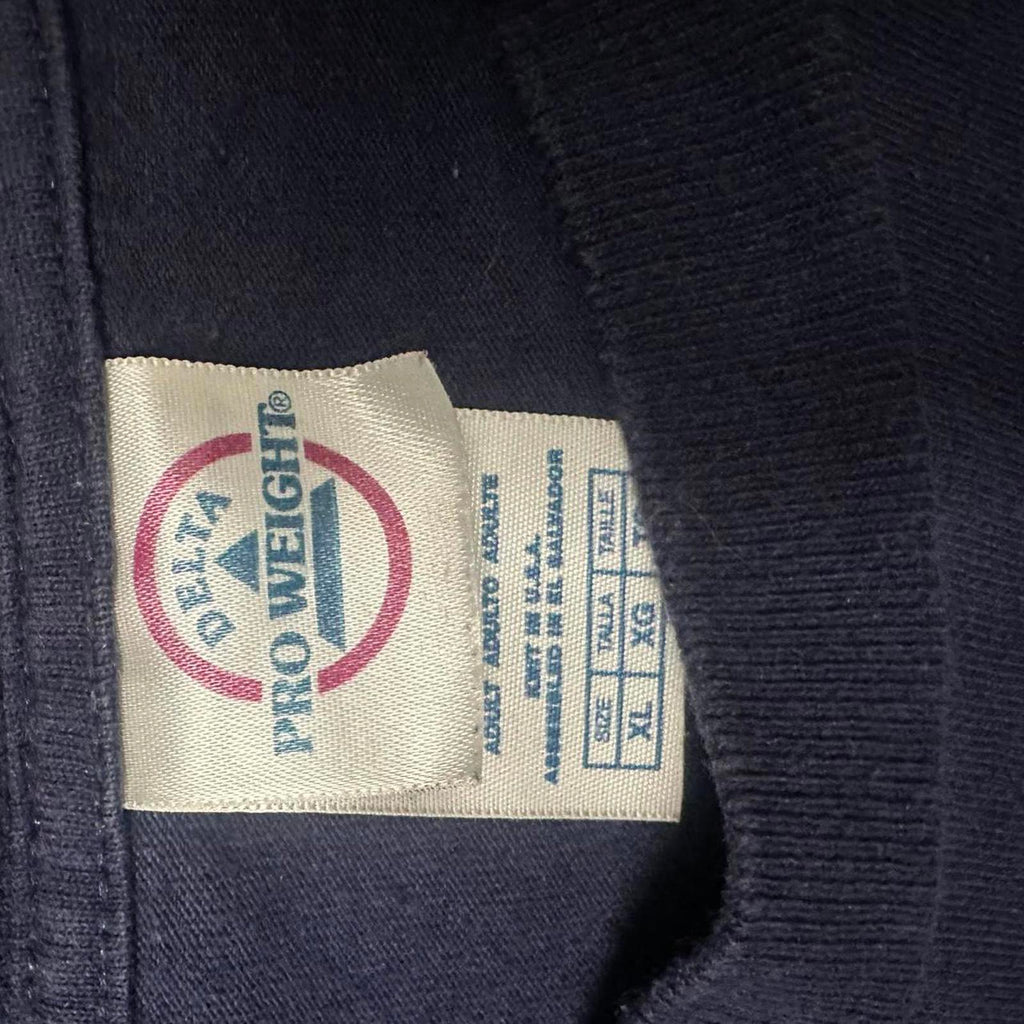 DELTA
PRO WEIGHT®
ADULT ADULTO ADULTE
KNIT IN U.S.A.
ASSEMBLED IN EL SALVADOR
SIZE TALLA TAILLE
XL XG